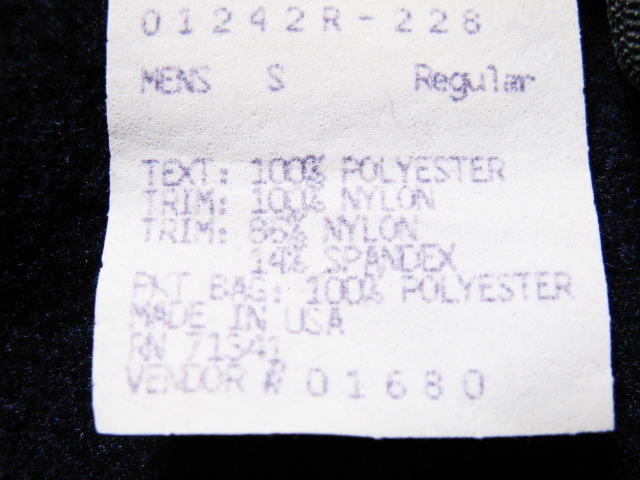 01242R-228
MENS S Regular
TEXT: 100% POLYESTER
TRIM: 100% NYLON
TRIM: 86% NYLON
14% SPANDEX
PKT BAG: 100% POLYESTER
MADE IN USA
RN 71341
VENDOR # 01680